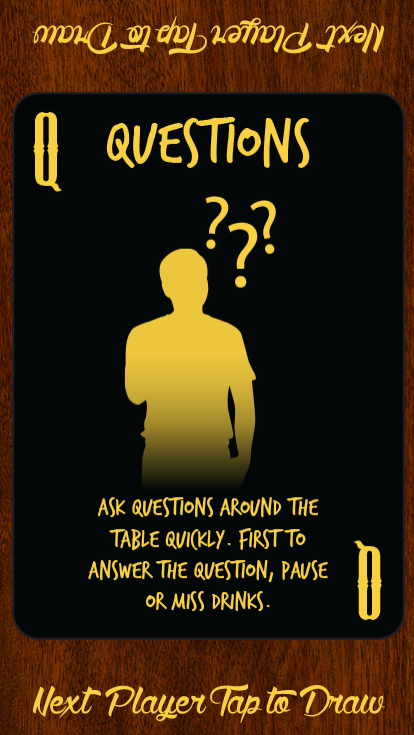 Next Player Tap to Draw
Q
QUESTIONS
???
ASK QUESTIONS AROUND THE
TABLE QUICKLY. FIRST TO
ANSWER THE QUESTION, PAUSE
OR MISS DRINKS.
Q
Next Player Tap to Draw